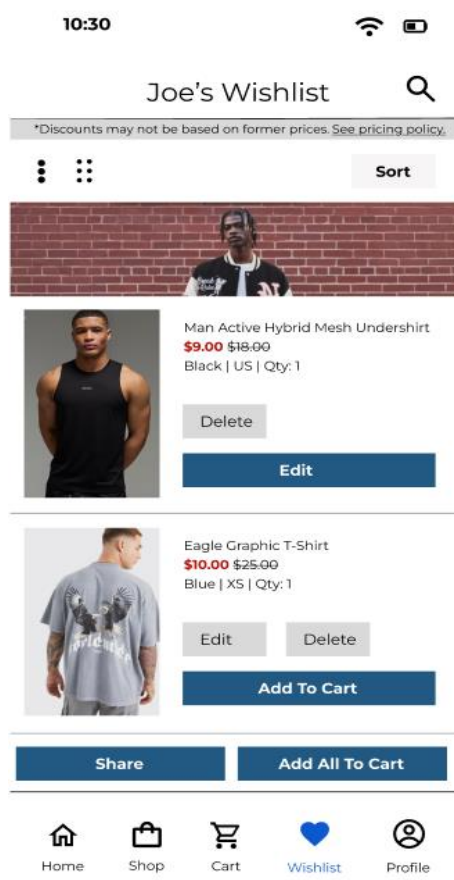 10:30
Joe's Wishlist
*Discounts may not be based on former prices. See pricing policy.
Sort
Man Active Hybrid Mesh Undershirt
$9.00 $18.00
Black | US | Qty: 1
Delete
Edit
Eagle Graphic T-Shirt
$10.00 $25.00
Blue | XS | Qty: 1
Edit Delete
Add To Cart
Share Add All To Cart
Home Shop Cart Wishlist Profile